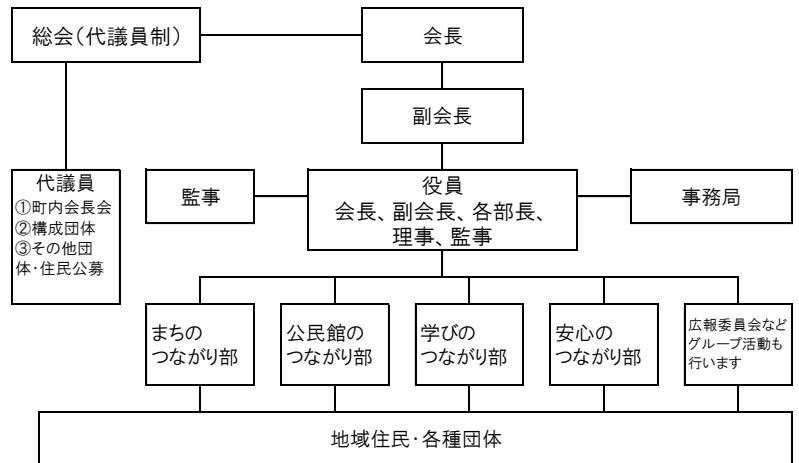 総会(代議員制)
会長
副会長
代議員
①町内会長会
②構成団体
③その他団
体・住民公募
監事
役員
会長、副会長、各部長、
理事、監事
事務局
まちの
つながり部
公民館の
つながり部
学びの
つながり部
安心の
つながり部
広報委員会など
グループ活動も
行います
地域住民・各種団体